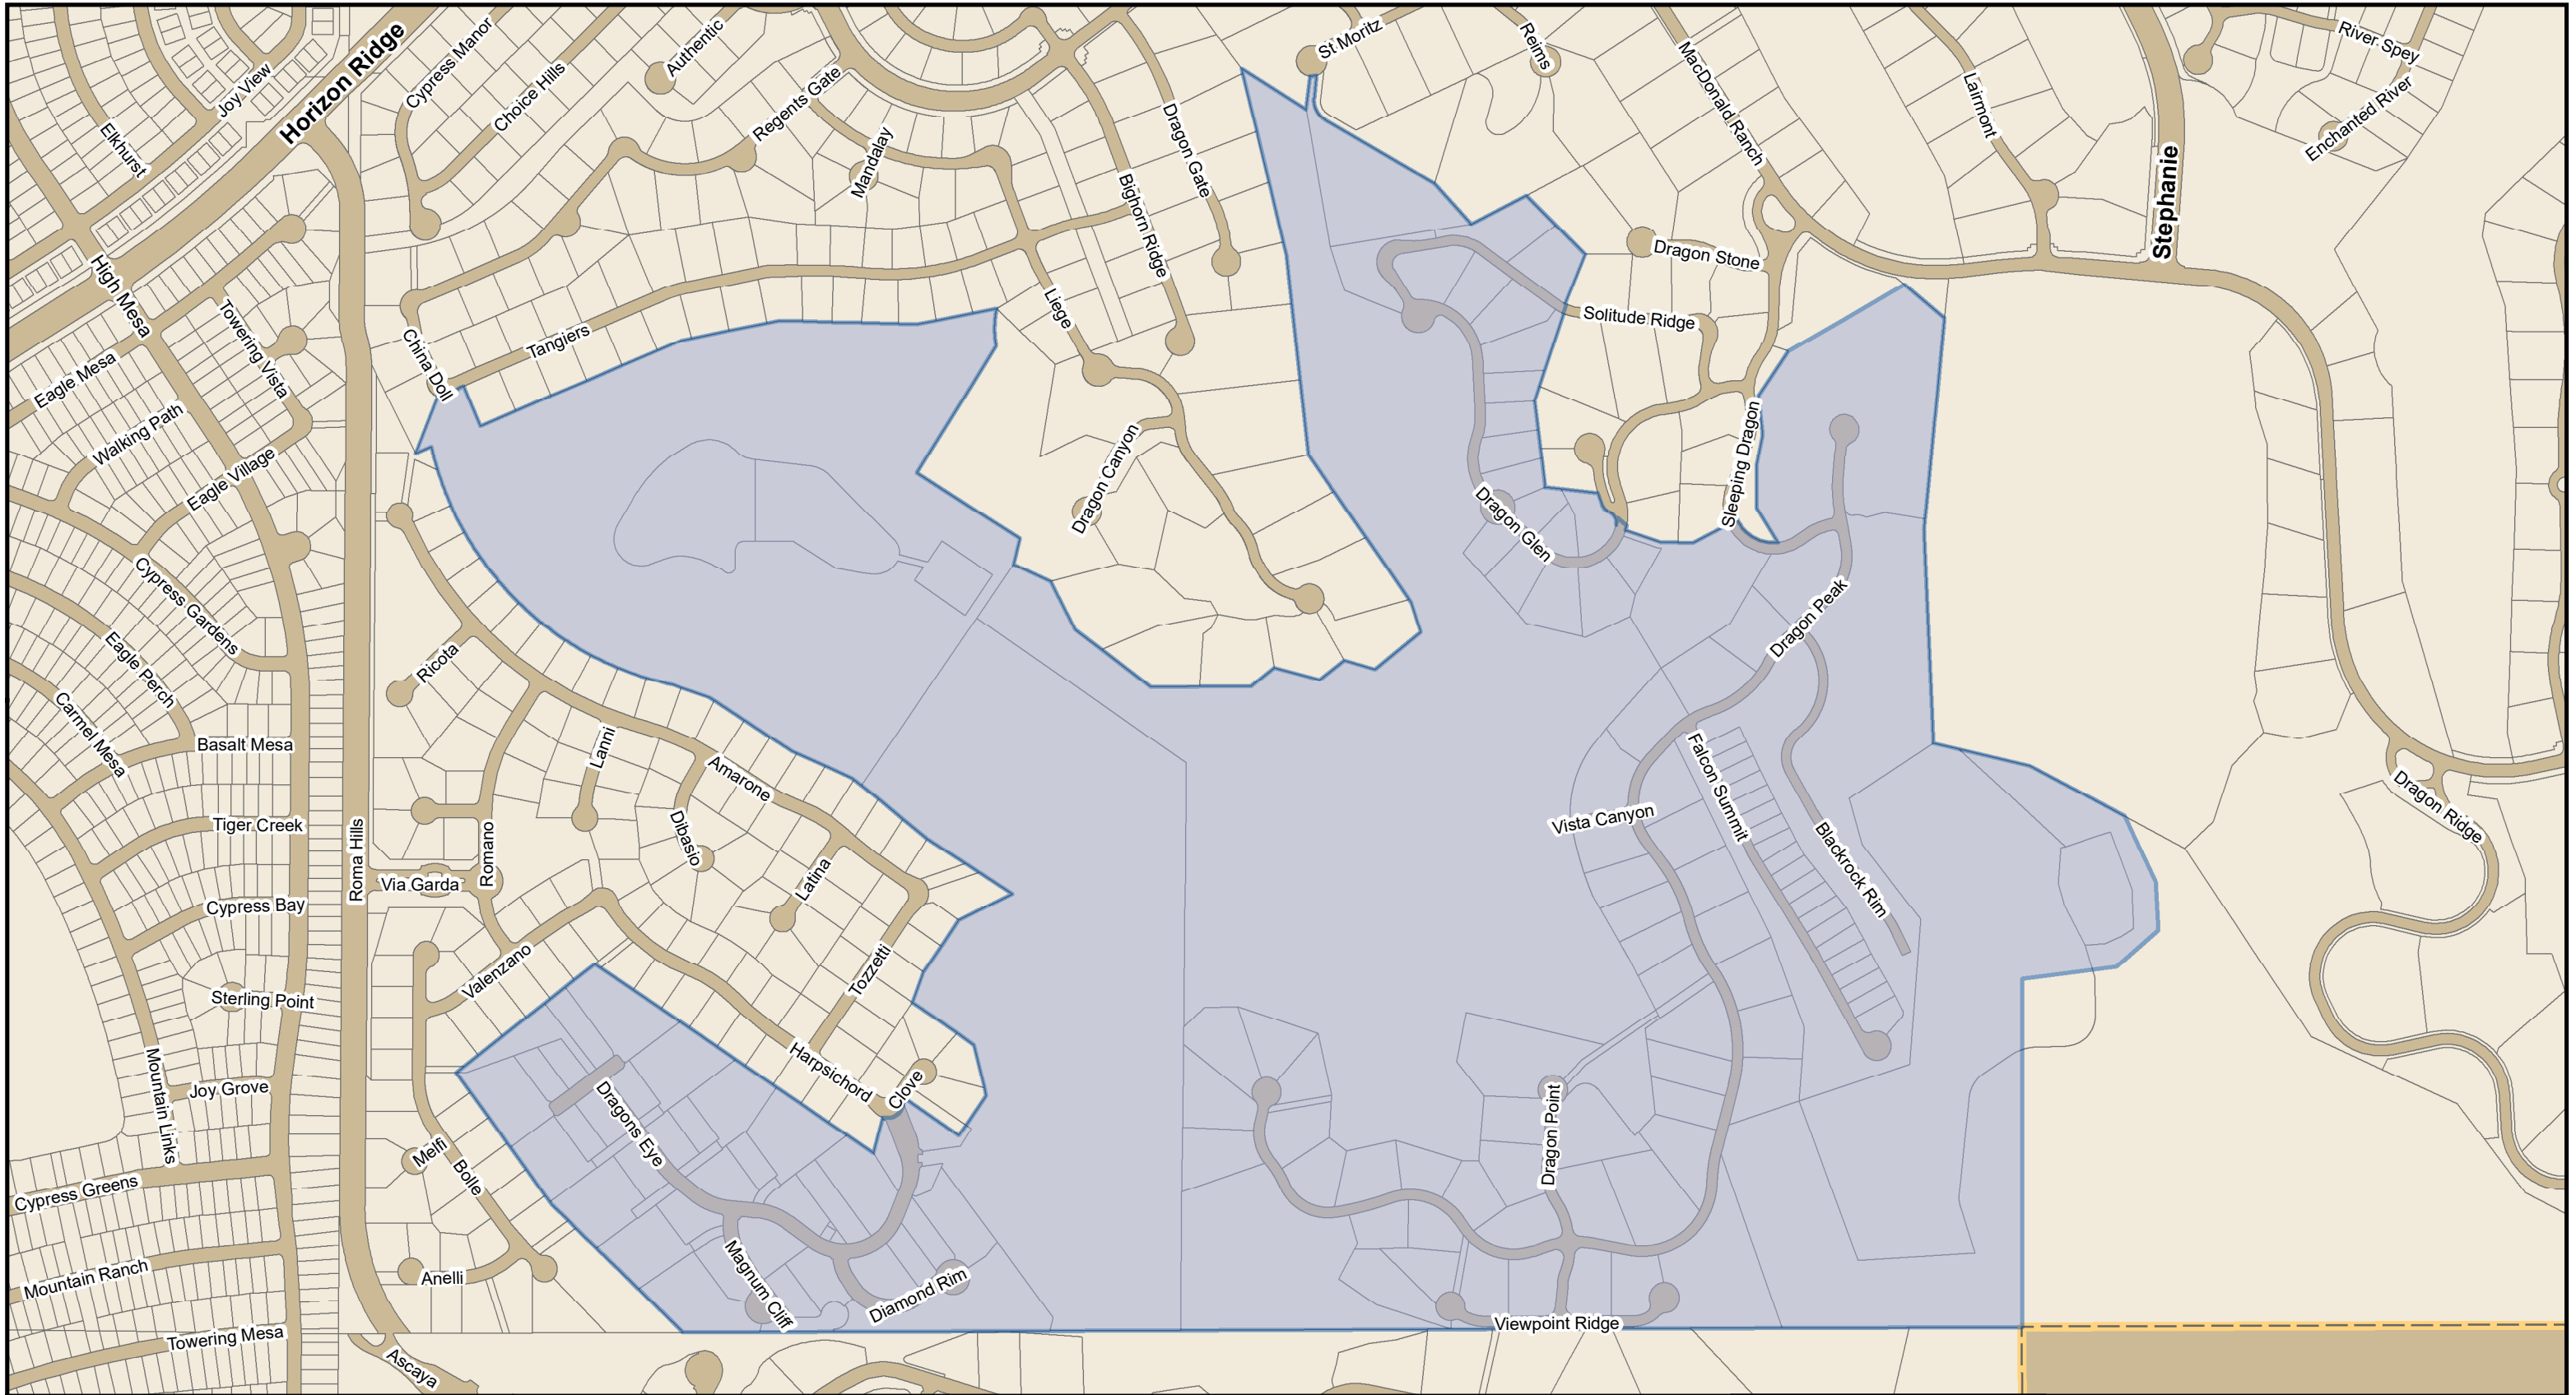 Horizon Ridge
Joy View
Elkhurst
Cypress Manor
Choice Hills
Authentic
Regents Gate
Mandalay
Dragon Gate
Bighorn Ridge
St Moritz
Reims
MacDonald Ranch
Lairmont
Stephanie
River Spey
Enchanted River
High Mesa
Towering Vista
Eagle Mesa
Walking Path
Eagle Village
China Doll
Tangiers
Liege
Dragon Canyon
Dragon Stone
Solitude Ridge
Sleeping Dragon
Dragon Glen
Dragon Peak
Cypress Gardens
Eagle Perch
Carmel Mesa
Basalt Mesa
Tiger Creek
Cypress Bay
Sterling Point
Joy Grove
Mountain Links
Cypress Greens
Mountain Ranch
Towering Mesa
Roma Hills
Ricota
Lanni
Amarone
Dibasio
Latina
Romano
Via Garda
Valenzano
Tozzetti
Harpsichord
Clove
Melfi
Bolle
Anelli
Ascaya
Dragons Eye
Magnum Cliff
Diamond Rim
Falcon Summit
Vista Canyon
Blackrock Rim
Dragon Point
Viewpoint Ridge
Dragon Ridge